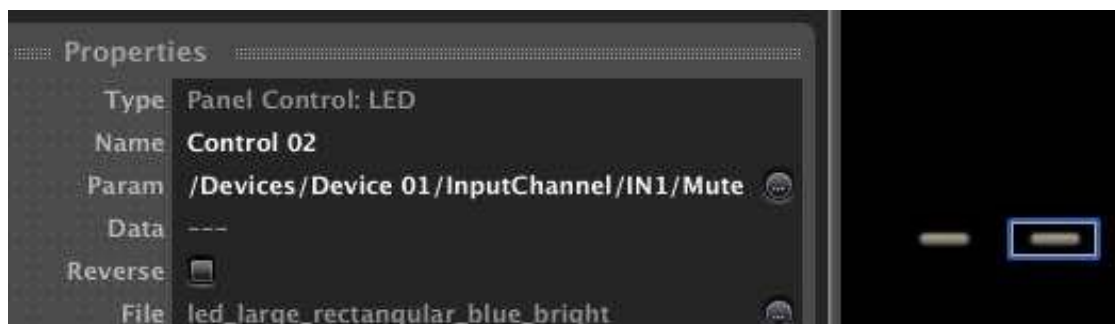 Properties
Type Panel Control: LED
Name Control 02
Param /Devices/Device 01/InputChannel/IN1/Mute
Data ---
Reverse
File led_large_rectangular_blue_bright